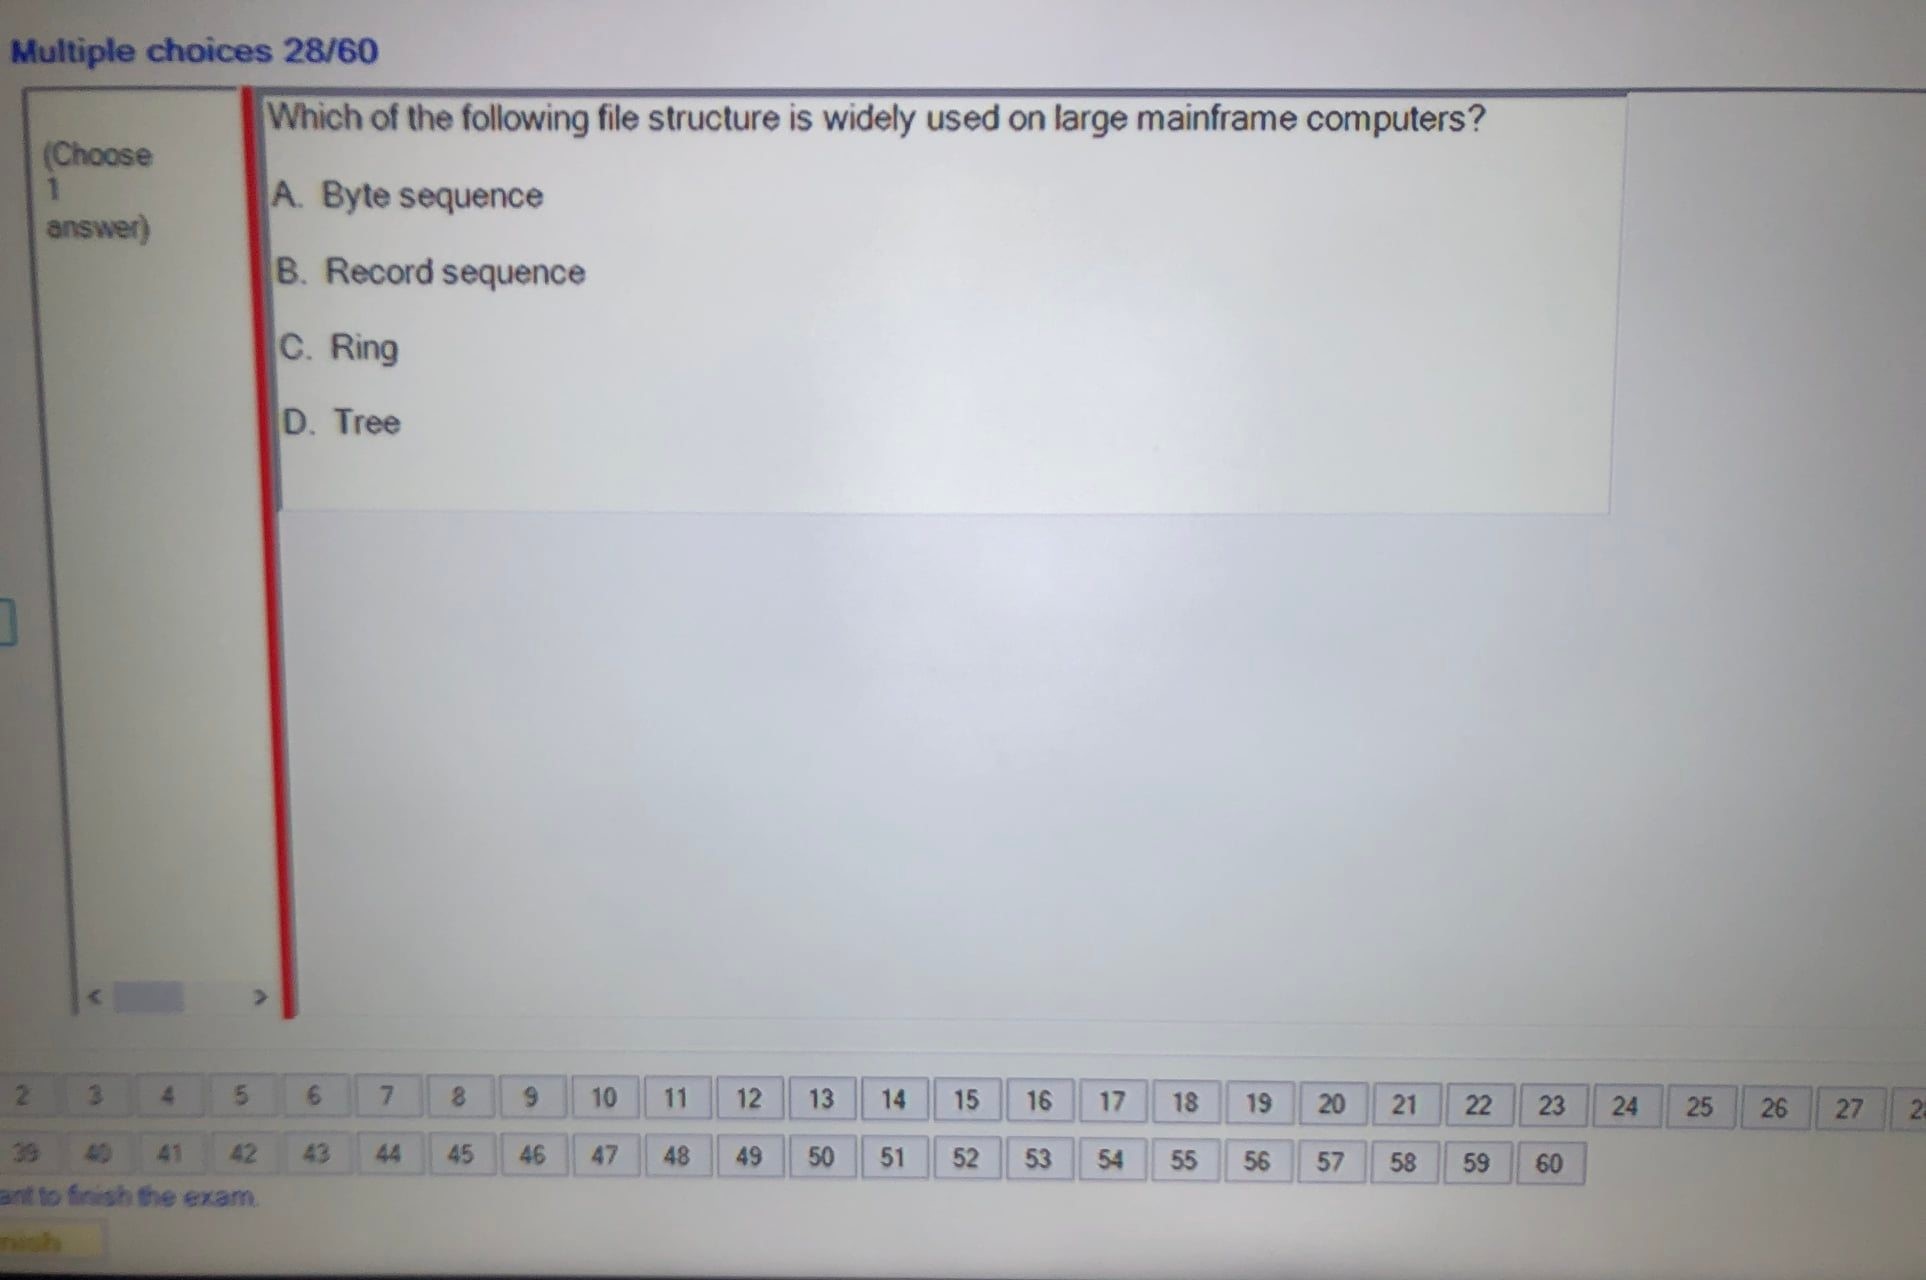 Multiple choices 28/60
(Choose
1
answer)
Which of the following file structure is widely used on large mainframe computers?
A. Byte sequence
B. Record sequence
C. Ring
D. Tree
< >
2 3 4 5 6 7 8 9 10 11 12 13 14 15 16 17 18 19 20 21 22 23 24 25 26 27
39 40 41 42 43 44 45 46 47 48 49 50 51 52 53 54 55 56 57 58 59 60
to finish the exam.